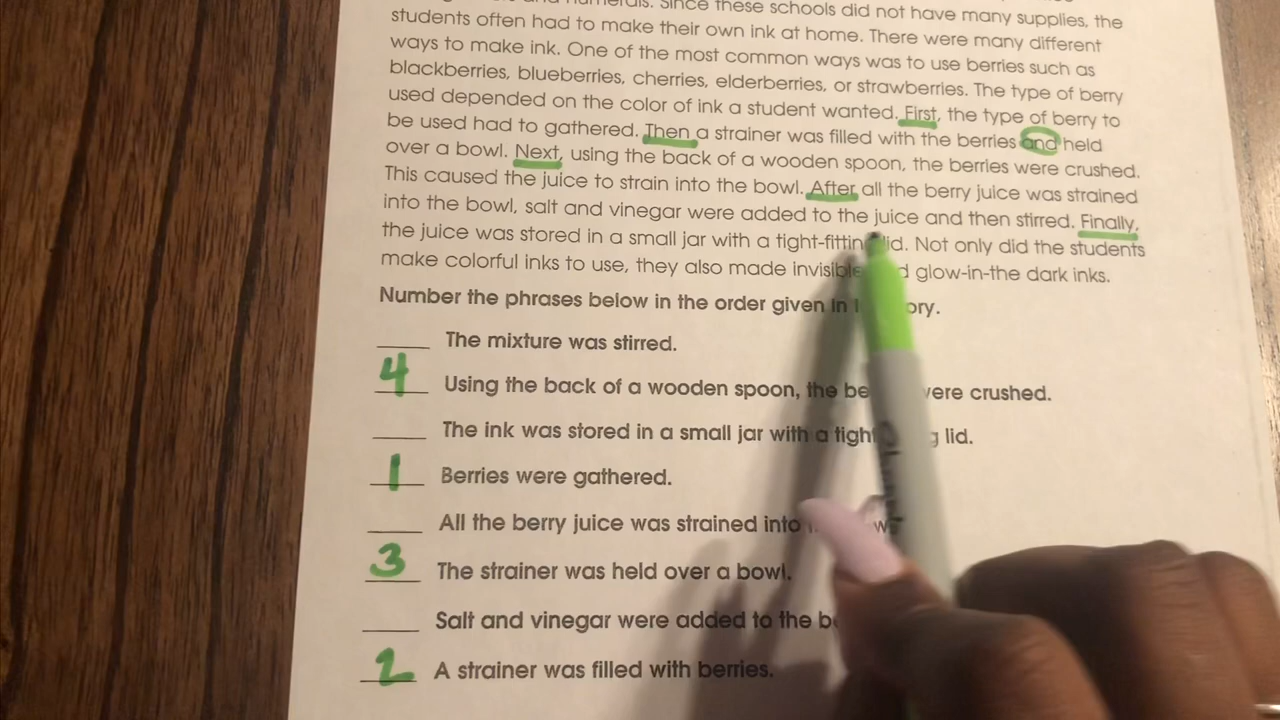 numerals. Since these schools did not have many supplies, the
students often had to make their own ink at home. There were many different
ways to make ink. One of the most common ways was to use berries such as
blackberries, blueberries, cherries, elderberries, or strawberries. The type of berry
used depended on the color of ink a student wanted. First, the type of berry to
be used had to gathered. Then a strainer was filled with the berries and held
over a bowl. Next, using the back of a wooden spoon, the berries were crushed.
This caused the juice to strain into the bowl. After all the berry juice was strained
into the bowl, salt and vinegar were added to the juice and then stirred. Finally,
the juice was stored in a small jar with a tight-fitting lid. Not only did the students
make colorful inks to use, they also made invisible glow-in-the dark inks.
Number the phrases below in the order given in
The mixture was stirred.
4 Using the back of a wooden spoon, the were crushed.
The ink was stored in a small jar with a lid.
1 Berries were gathered.
All the berry juice was strained into
3 The strainer was held over a bowl.
Salt and vinegar were added to the
2 A strainer was filled with berries.